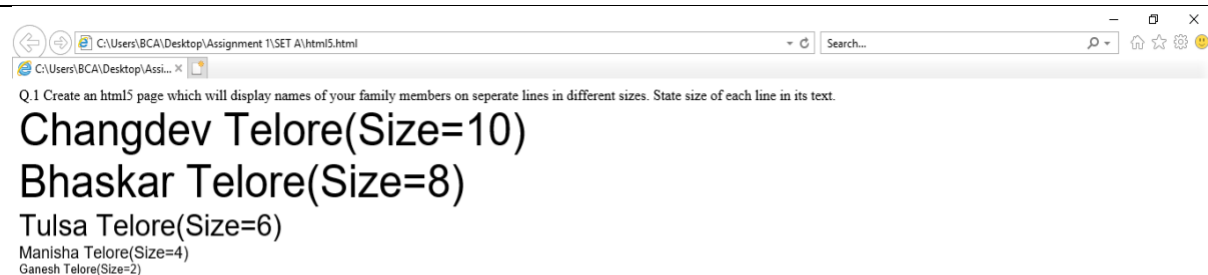 C:\Users\BCA\Desktop\Assignment 1\SET A\html5.html
Search...
C:\Users\BCA\Desktop\Assi...
Q.1 Create an html5 page which will display names of your family members on seperate lines in different sizes. State size of each line in its text.
Changdev Telore(Size=10)
Bhaskar Telore(Size=8)
Tulsa Telore(Size=6)
Manisha Telore(Size=4)
Ganesh Telore(Size=2)